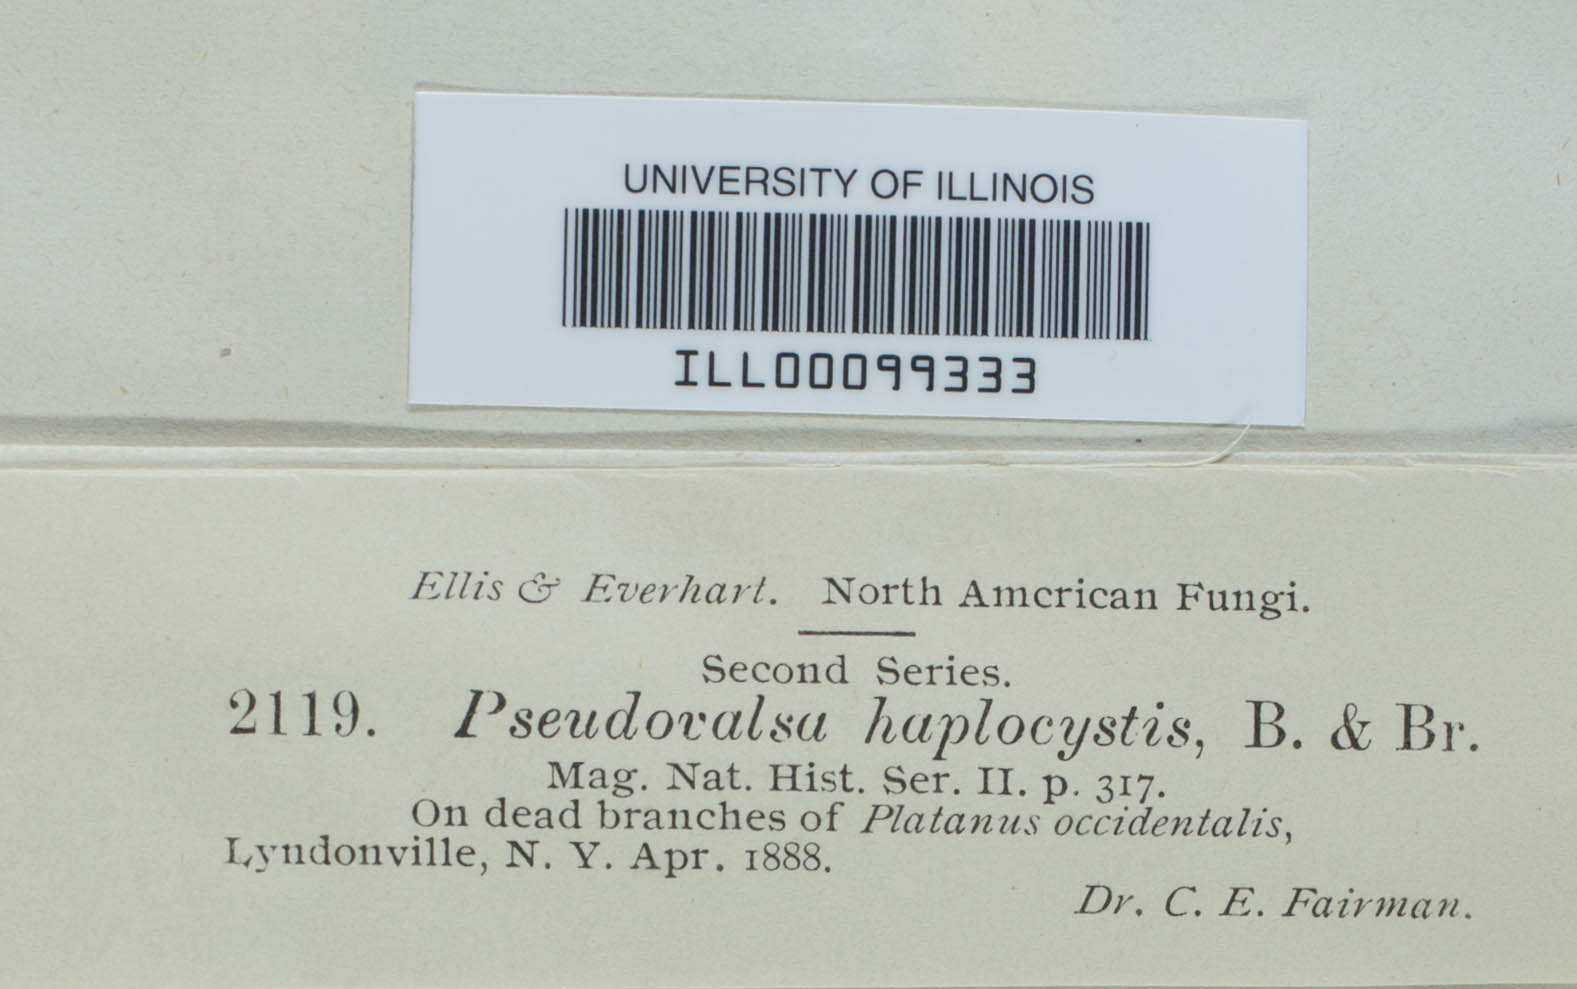 UNIVERSITY OF ILLINOIS
ILL00099333
Ellis & Everhart. North American Fungi.
Second Series.
2119. Pseudovalsa haplocystis, B. & Br.
Mag. Nat. Hist. Ser. II. p. 317.
On dead branches of Platanus occidentalis,
Lyndonville, N. Y. Apr. 1888.
Dr. C. E. Fairman.